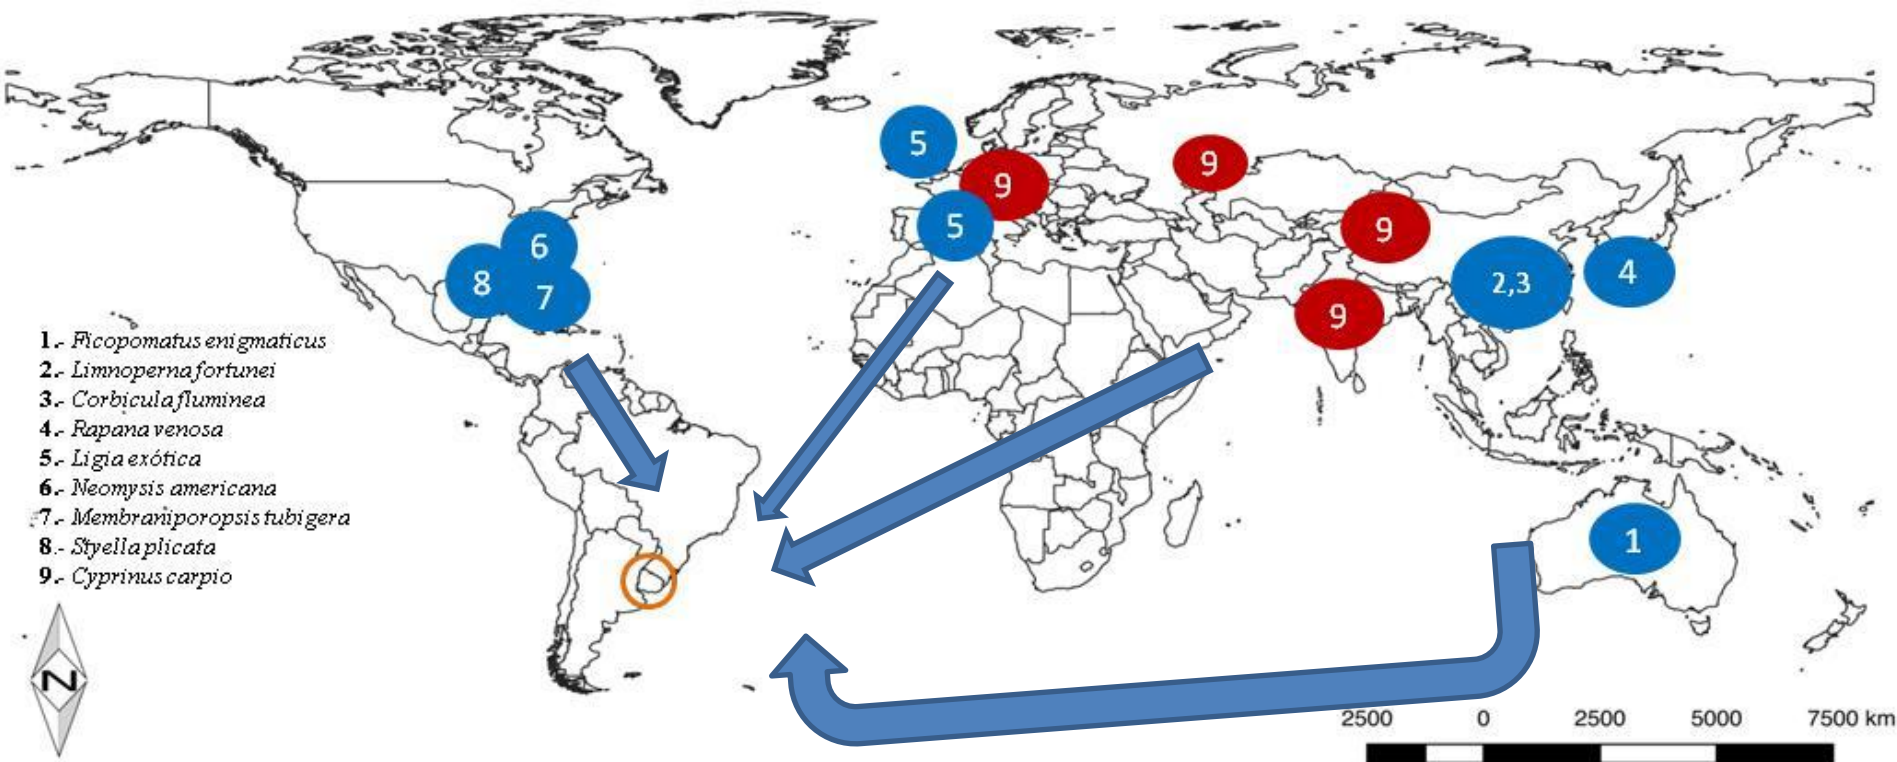 5
9
9
5
6
9
8
7
2,3
4
9
1.- Ficopomatus enigmaticus
2.- Limnoperna fortunei
3.- Corbicula fluminea
4.- Rapana venosa
5.- Ligia exótica
6.- Neomysis americana
7.- Membraniporopsis tubigera
8.- Styella plicata
9.- Cyprinus carpio
1
N
2500 0 2500 5000 7500 km